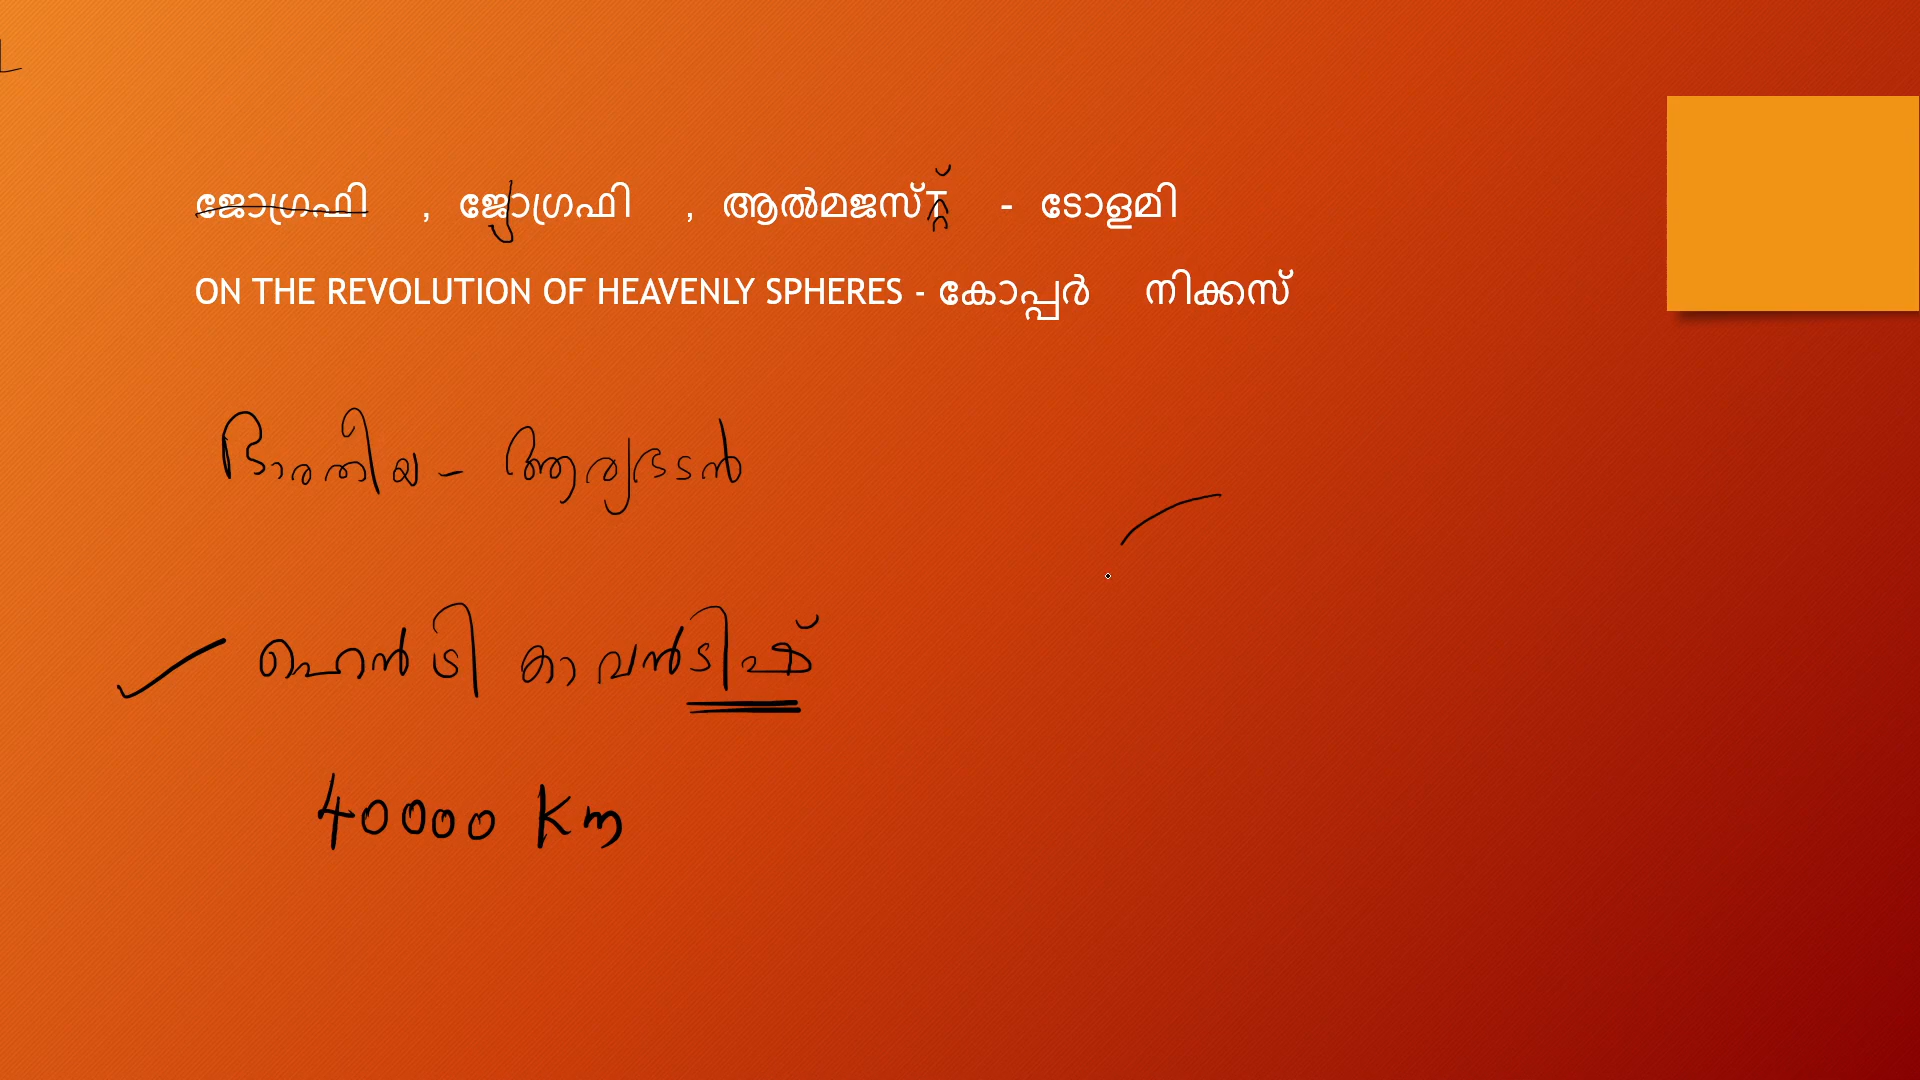 ജോഗ്രഫി , ജ്യോഗ്രഫി , ആൽമജസ്റ്റ് - ടോളമി
ON THE REVOLUTION OF HEAVENLY SPHERES - കോപ്പർ നിക്കസ്
ഭാരതീയ - ആര്യഭടൻ
ഹെൻട്രി കാവൻഡിഷ്
40000 Km